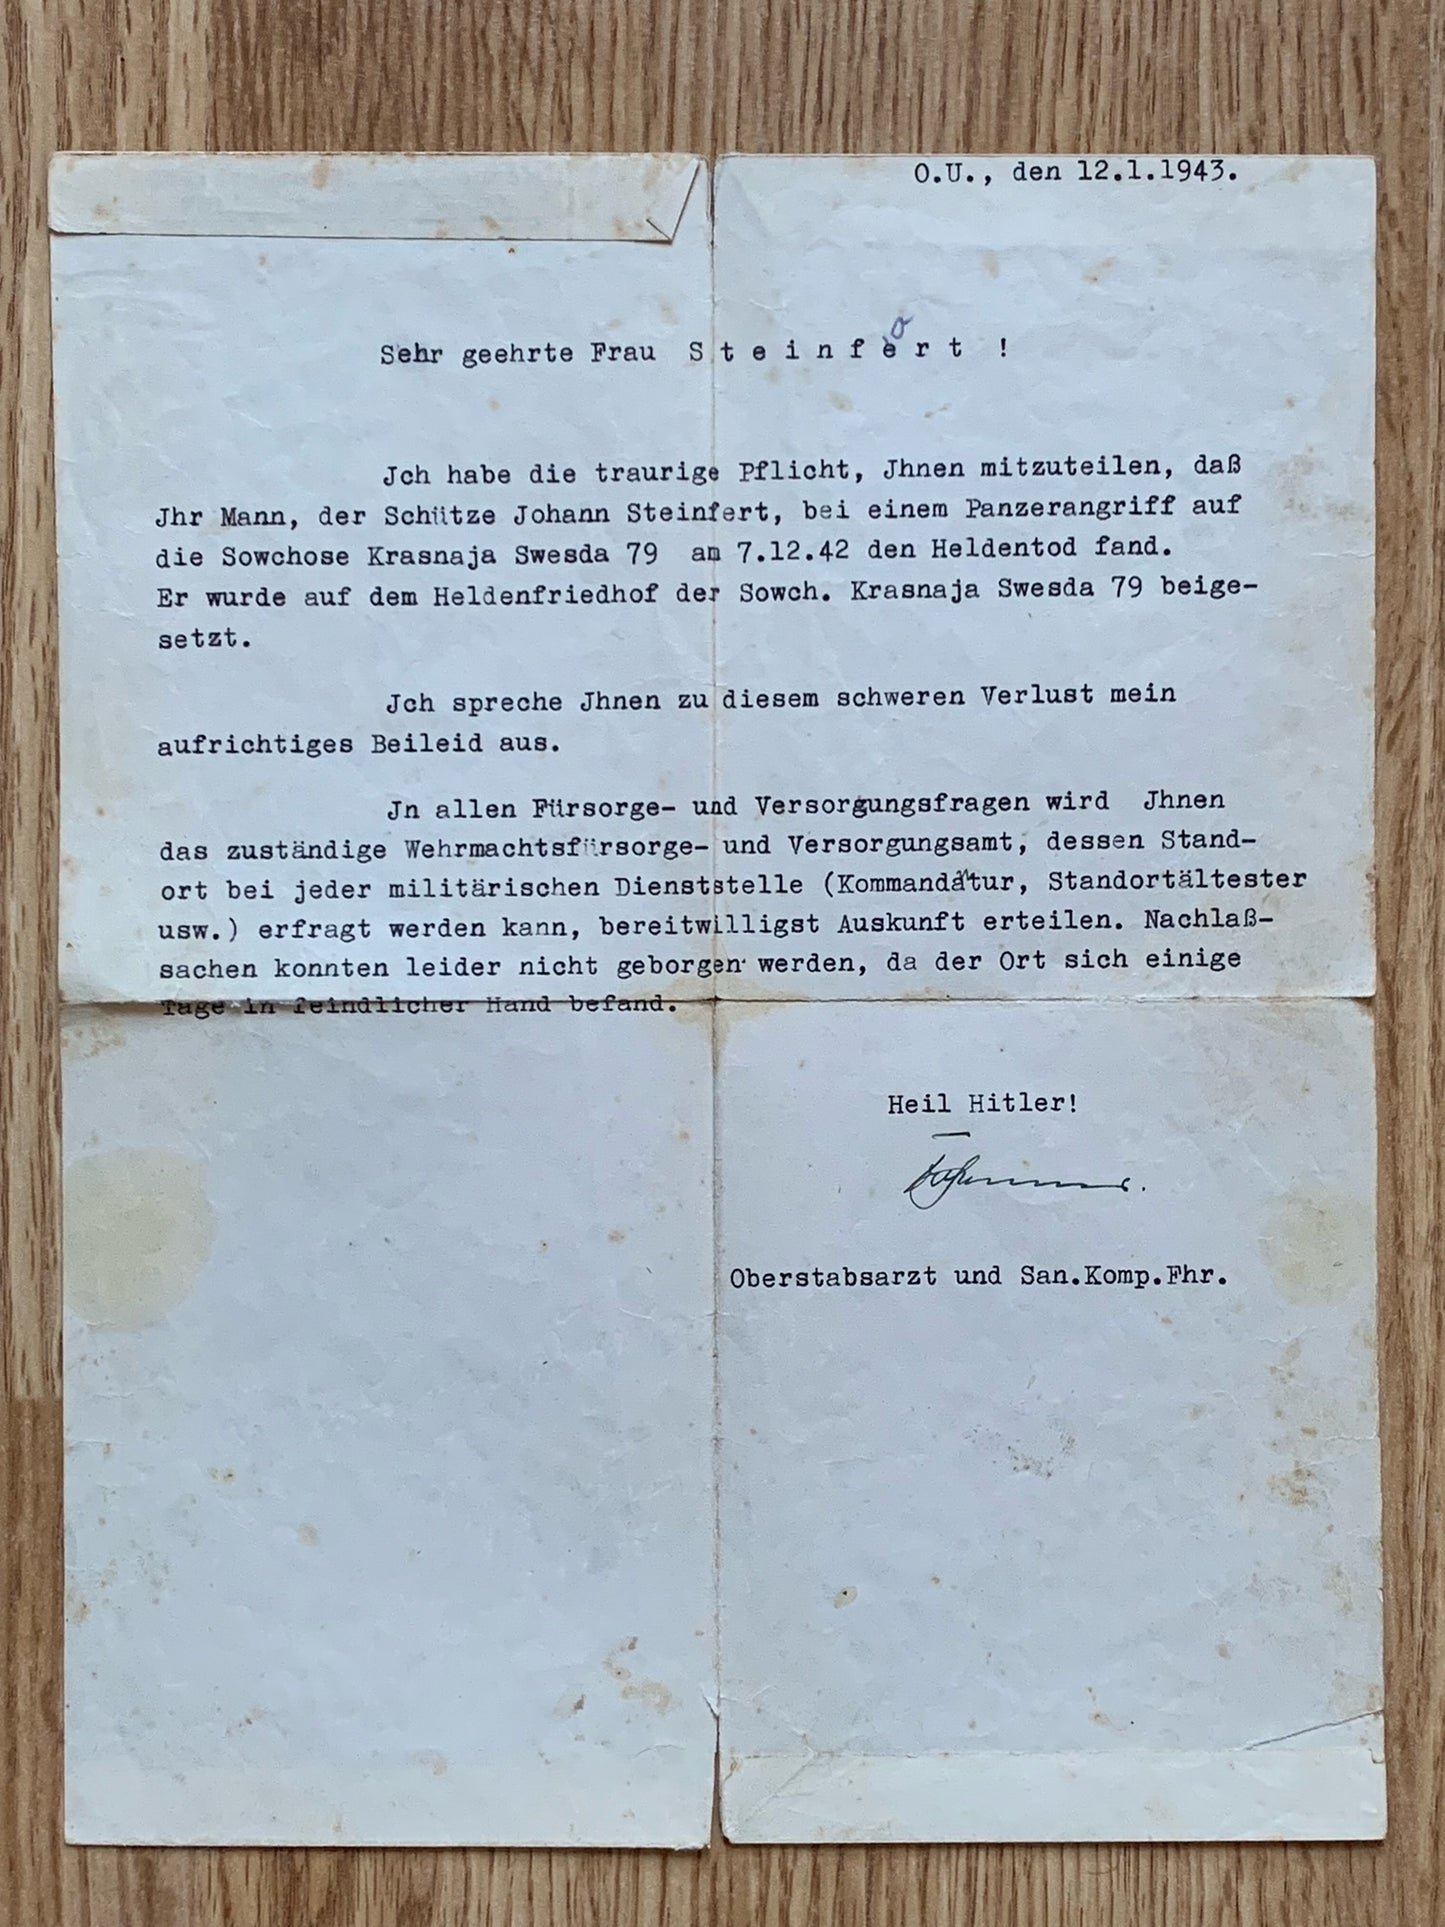 O.U., den 12.1.1943.
o
Sehr geehrte Frau S t e i n f e r t !
Jch habe die traurige Pflicht, Jhnen mitzuteilen, daß
Jhr Mann, der Schütze Johann Steinfert, bei einem Panzerangriff auf
die Sowchose Krasnaja Swesda 79 am 7.12.42 den Heldentod fand.
Er wurde auf dem Heldenfriedhof der Sowch. Krasnaja Swesda 79 beige-
setzt.
Jch spreche Jhnen zu diesem schweren Verlust mein
aufrichtiges Beileid aus.
Jn allen Fürsorge- und Versorgungsfragen wird Jhnen
das zuständige Wehrmachtsfürsorge- und Versorgungsamt, dessen Stand-
ort bei jeder militärischen Dienststelle (Kommandatur, Standortältester
usw.) erfragt werden kann, bereitwilligst Auskunft erteilen. Nachlaß-
sachen konnten leider nicht geborgen werden, da der Ort sich einige
Tage in feindlicher Hand befand.
Heil Hitler!
Oberstabsarzt und San.Komp.Fhr.